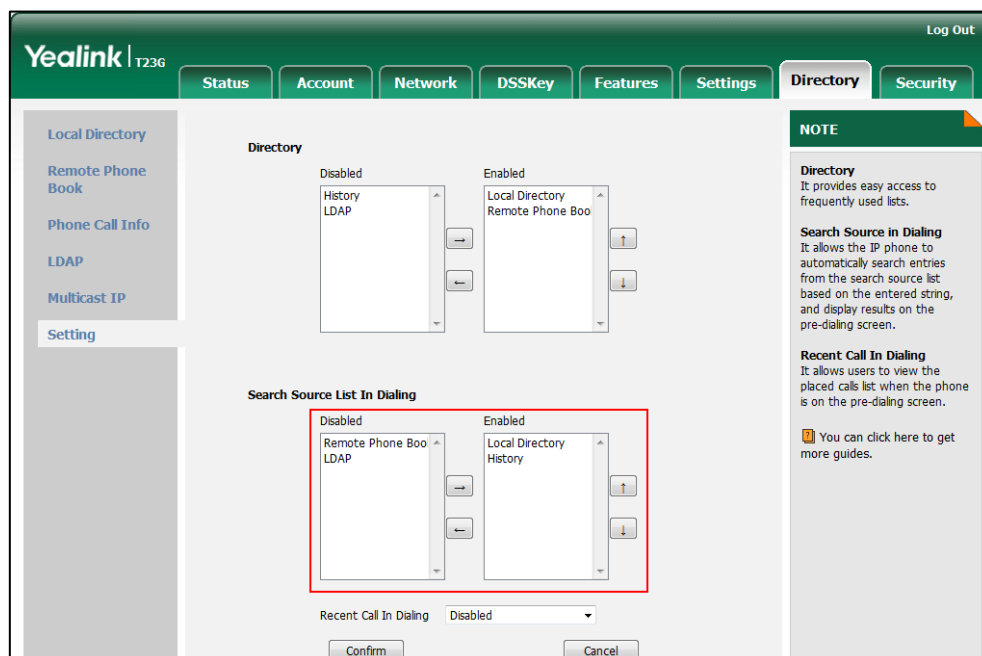 Log Out
Yealink T23G
Status Account Network DSSKey Features Settings Directory Security
Local Directory
Remote Phone
Book
Phone Call Info
LDAP
Multicast IP
Setting
Directory
Disabled Enabled
History
LDAP
Local Directory
Remote Phone Boo
→
←
↑
↓
Search Source List In Dialing
Disabled Enabled
Remote Phone Boo
LDAP
Local Directory
History
→
←
↑
↓
Recent Call In Dialing Disabled
Confirm Cancel
NOTE
Directory
It provides easy access to
frequently used lists.
Search Source in Dialing
It allows the IP phone to
automatically search entries
from the search source list
based on the entered string,
and display results on the
pre-dialing screen.
Recent Call In Dialing
It allows users to view the
placed calls list when the phone
is on the pre-dialing screen.
? You can click here to get
more guides.